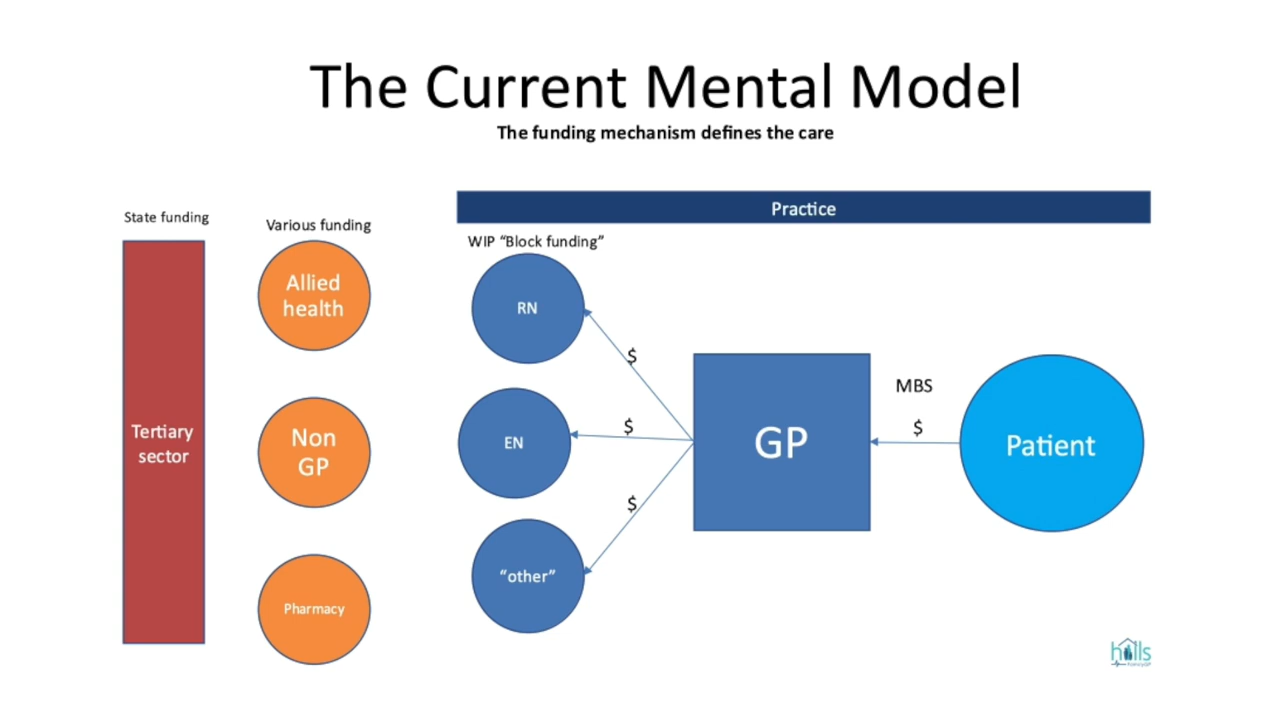 The Current Mental Model
The funding mechanism defines the care
Practice
State funding
Various funding
WIP “Block funding”
Allied
health
RN
$
MBS
Tertiary
sector
Non
GP
EN
$
GP
$
Patient
$
“other”
Pharmacy
hills